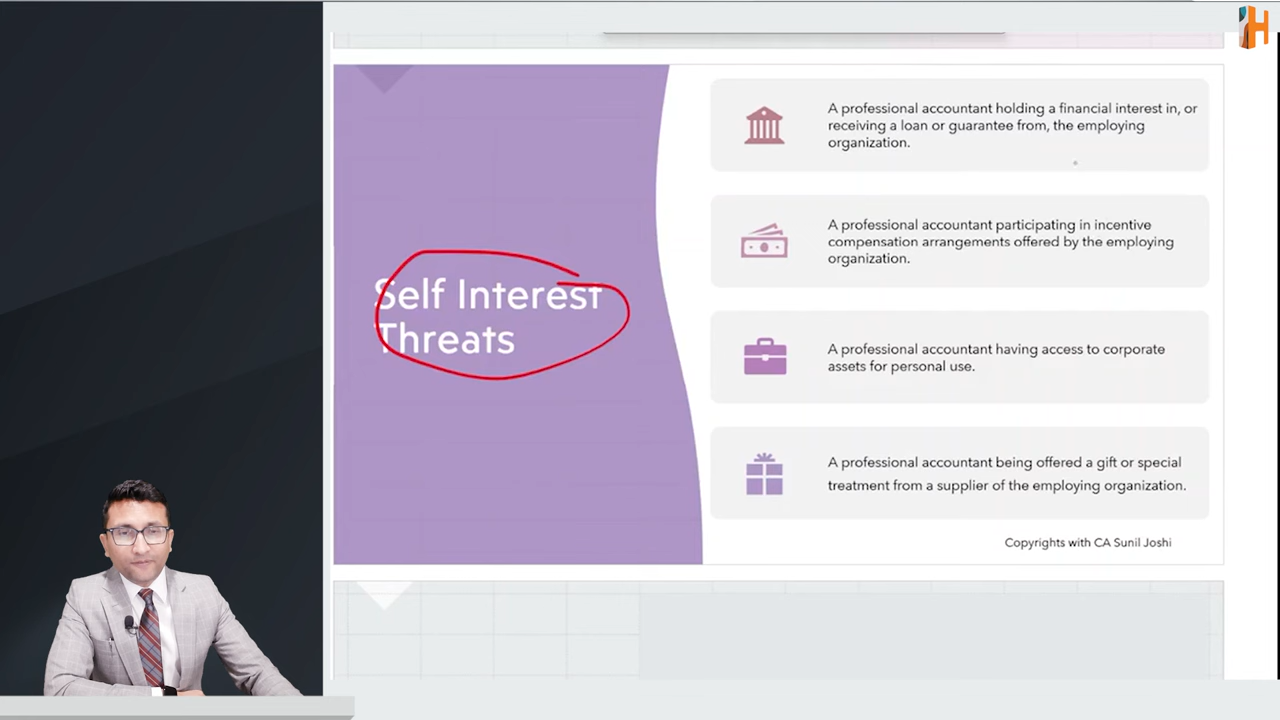 H
Self Interest
Threats
A professional accountant holding a financial interest in, or
receiving a loan or guarantee from, the employing
organization.
A professional accountant participating in incentive
compensation arrangements offered by the employing
organization.
A professional accountant having access to corporate
assets for personal use.
A professional accountant being offered a gift or special
treatment from a supplier of the employing organization.
Copyrights with CA Sunil Joshi